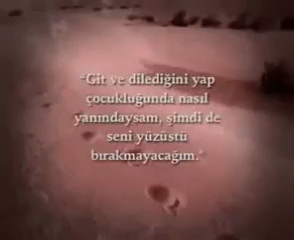 “Git ve dilediğini yap
çocukluğunda nasıl
yanındaysam, şimdi de
seni yüzüstü
bırakmayacağım.”